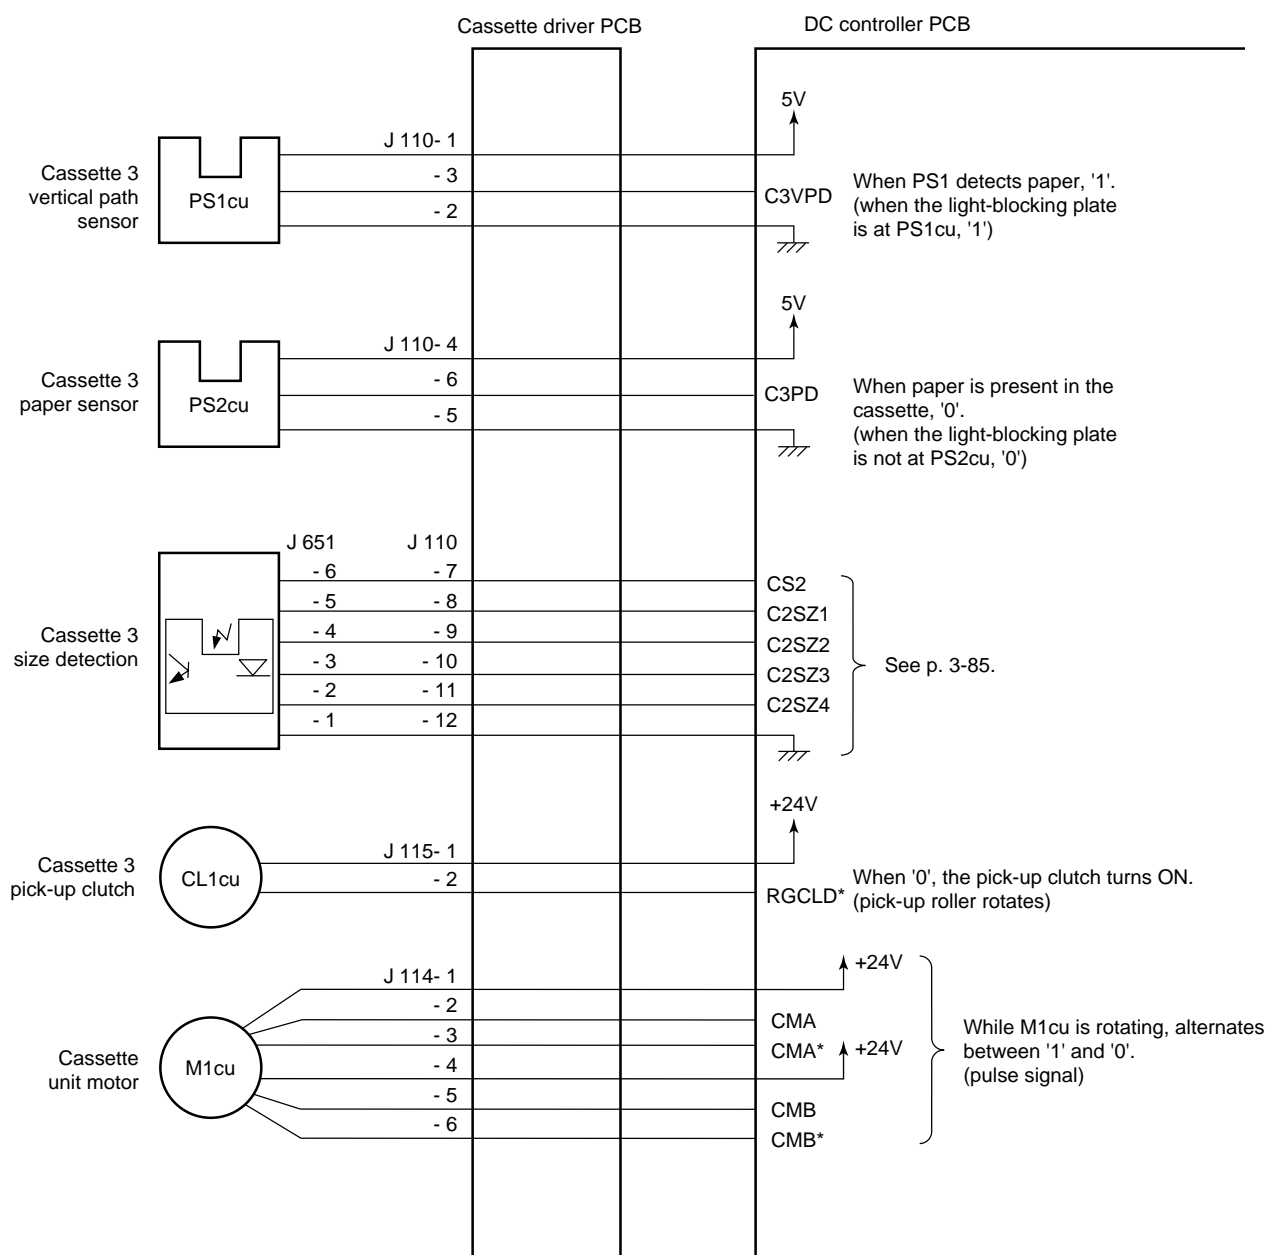 Cassette driver PCB
DC controller PCB
5V
J 110- 1
Cassette 3
vertical path
sensor
PS1cu
- 3
- 2
C3VPD
When PS1 detects paper, '1'.
(when the light-blocking plate
is at PS1cu, '1')
5V
J 110- 4
Cassette 3
paper sensor
PS2cu
- 6
- 5
C3PD
When paper is present in the
cassette, '0'.
(when the light-blocking plate
is not at PS2cu, '0')
J 651 J 110
- 6 - 7
CS2
- 5 - 8
C2SZ1
Cassette 3
size detection
- 4 - 9
C2SZ2
- 3 - 10
C2SZ3
- 2 - 11
C2SZ4
- 1 - 12
See p. 3-85.
+24V
J 115- 1
Cassette 3
pick-up clutch
CL1cu
- 2
RGCLD*
When '0', the pick-up clutch turns ON.
(pick-up roller rotates)
J 114- 1
+24V
- 2
CMA
- 3
CMA*
+24V
Cassette
unit motor
M1cu
- 4
- 5
CMB
- 6
CMB*
While M1cu is rotating, alternates
between '1' and '0'.
(pulse signal)